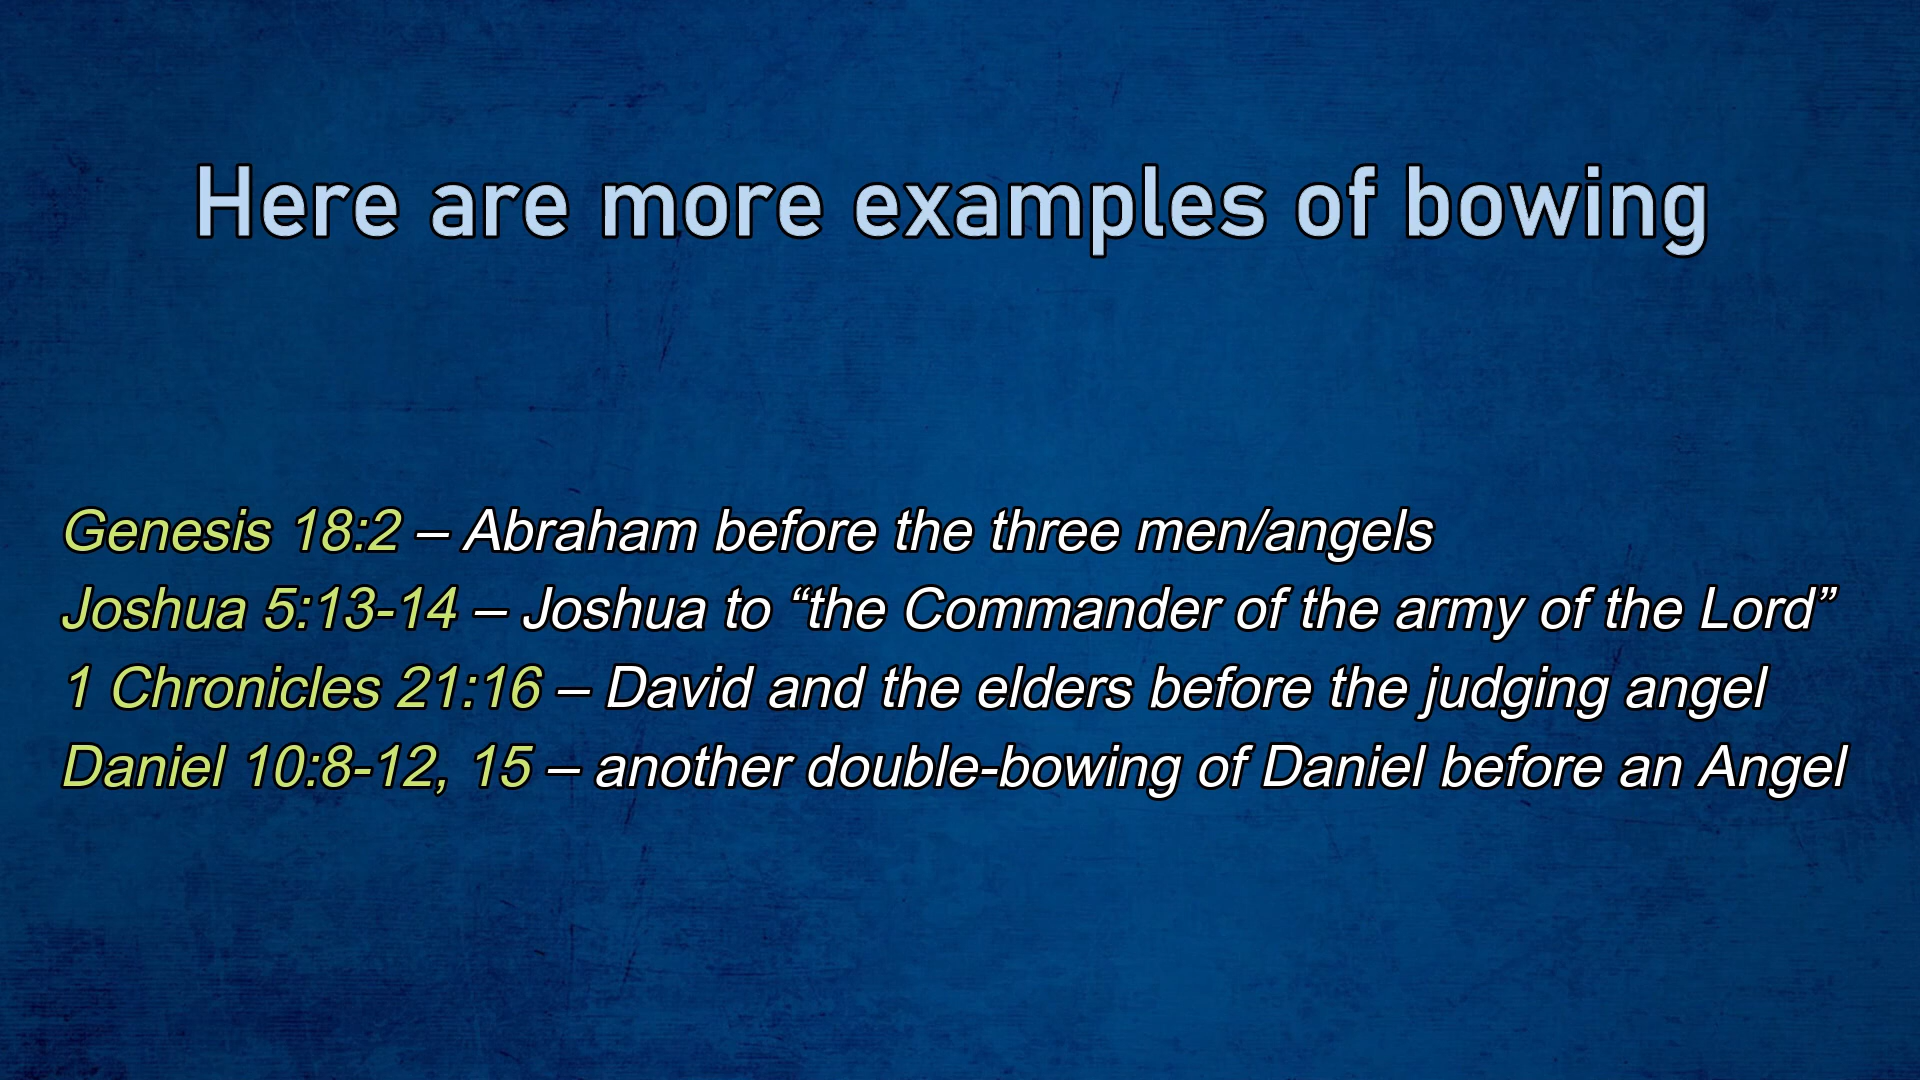 Here are more examples of bowing
Genesis 18:2 – Abraham before the three men/angels
Joshua 5:13-14 – Joshua to “the Commander of the army of the Lord”
1 Chronicles 21:16 – David and the elders before the judging angel
Daniel 10:8-12, 15 – another double-bowing of Daniel before an Angel